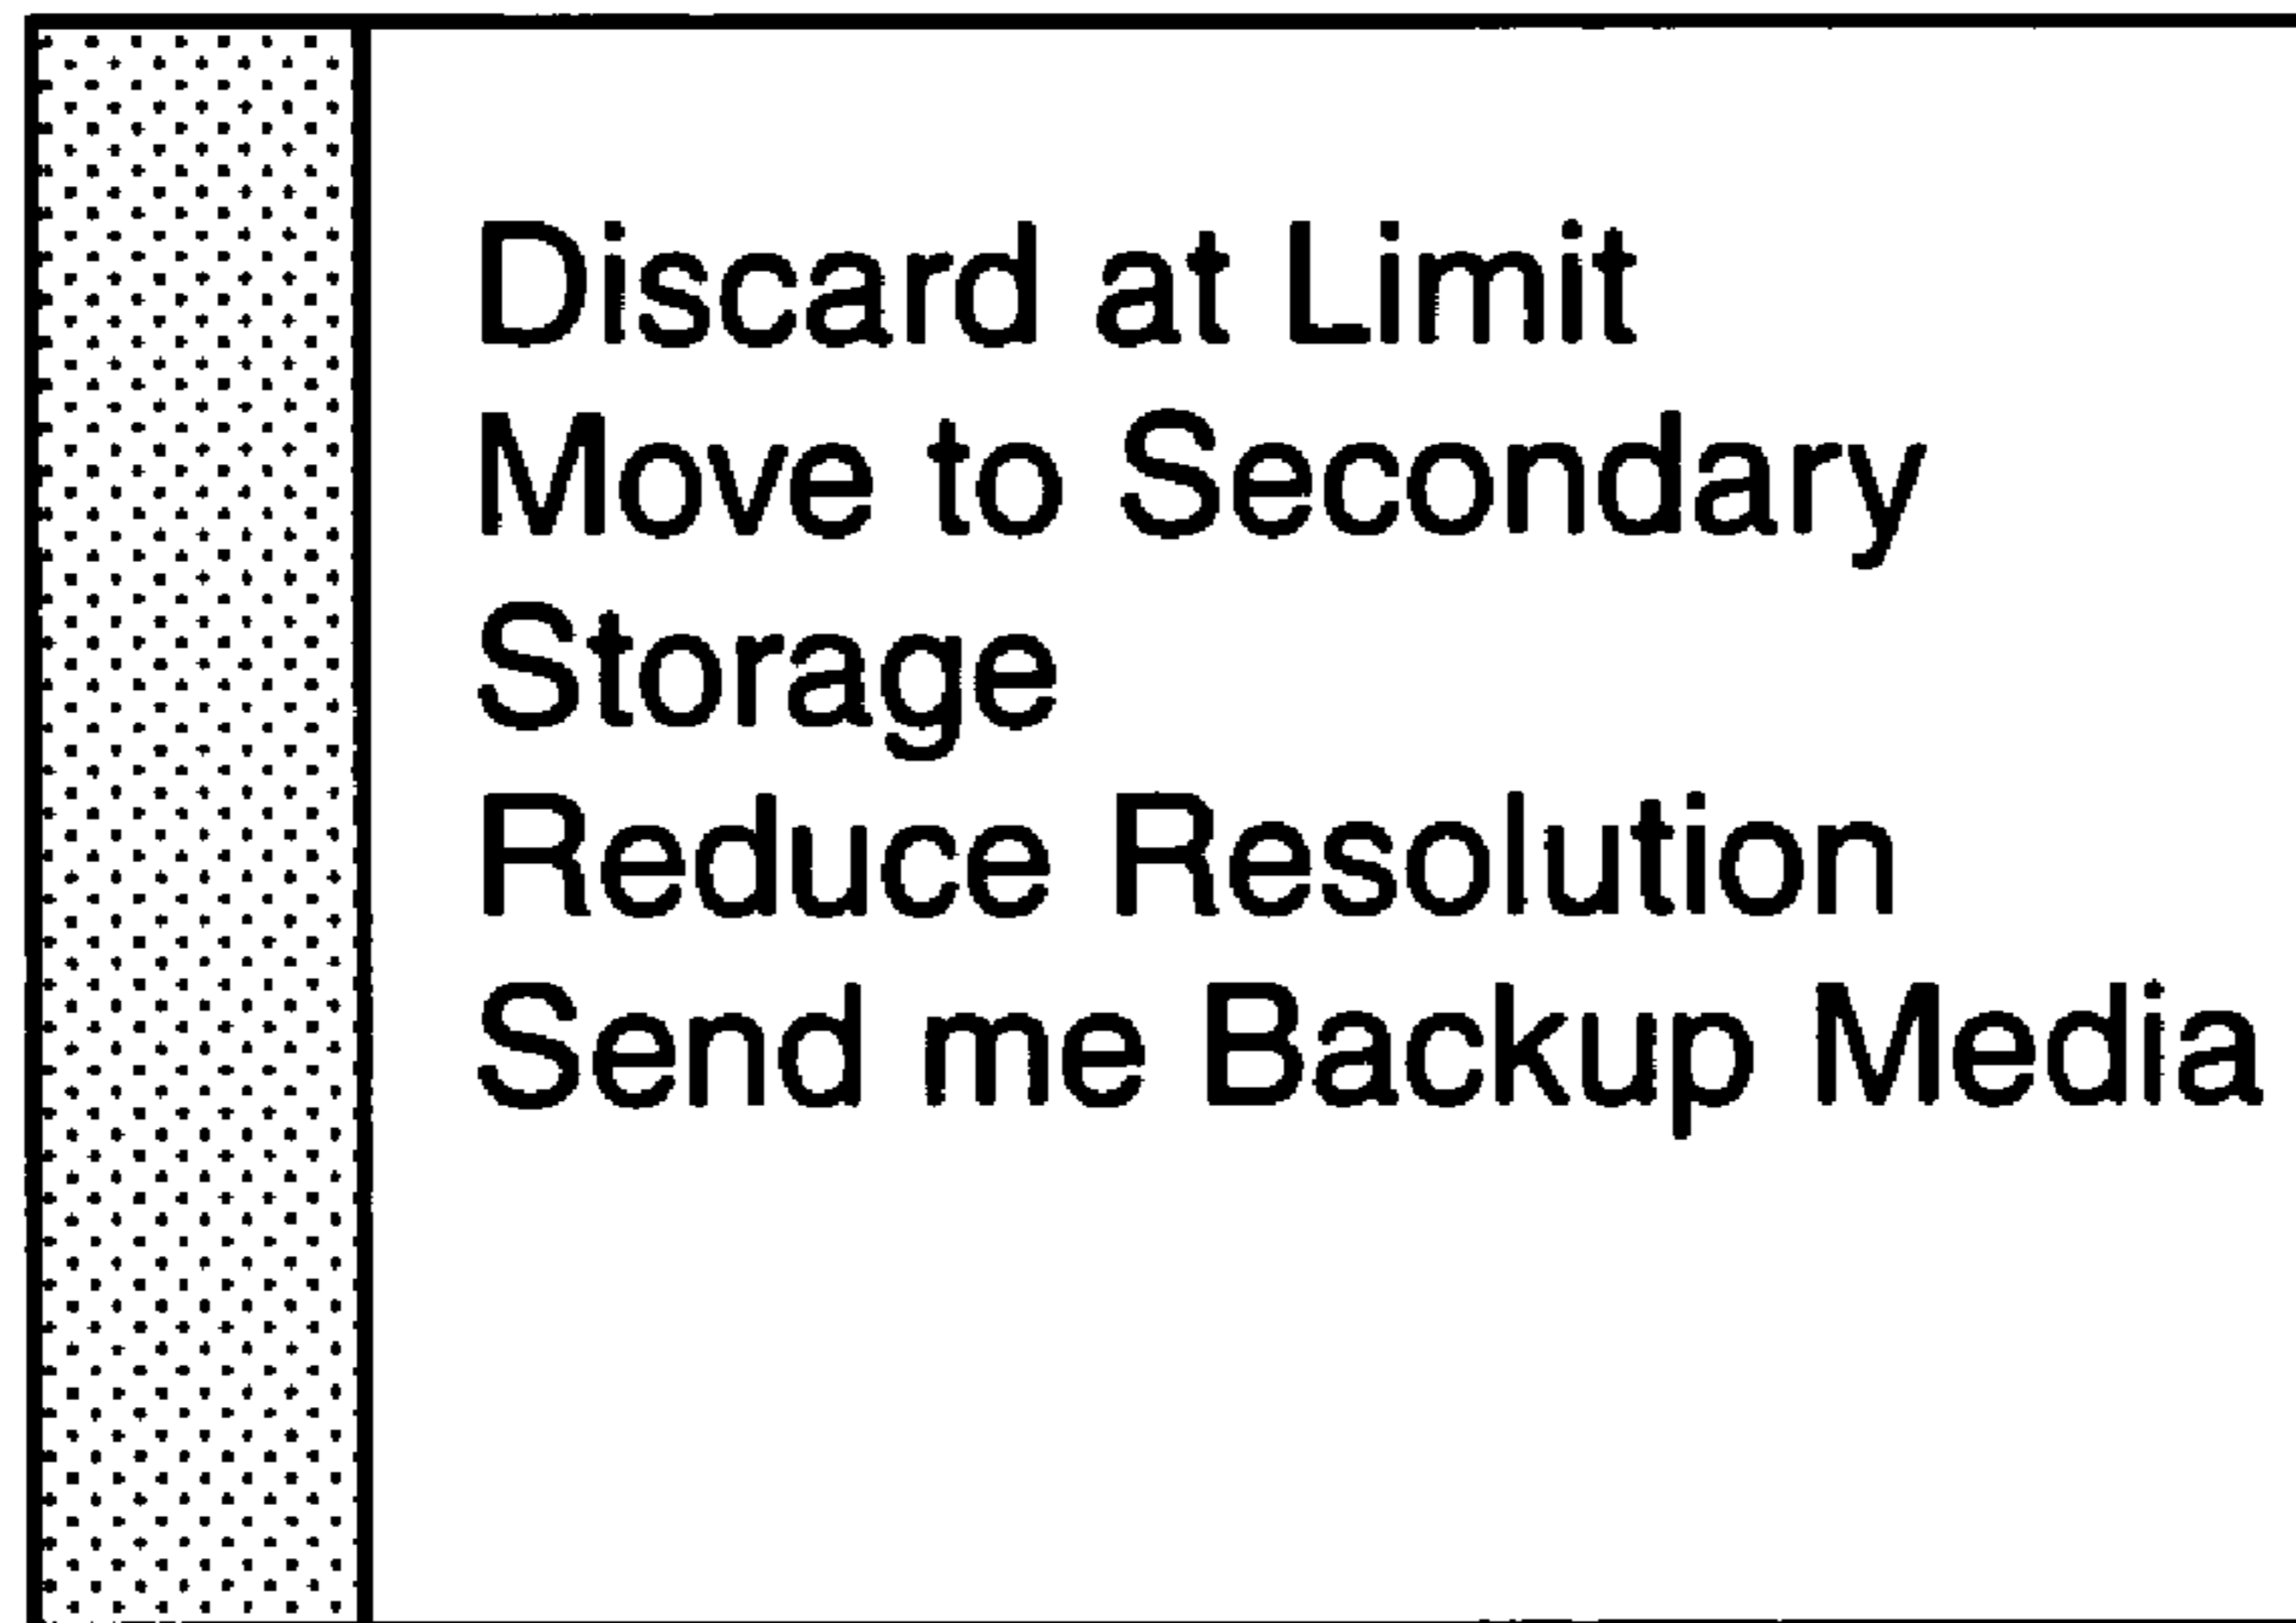 Discard at Limit
Move to Secondary
Storage
Reduce Resolution
Send me Backup Media